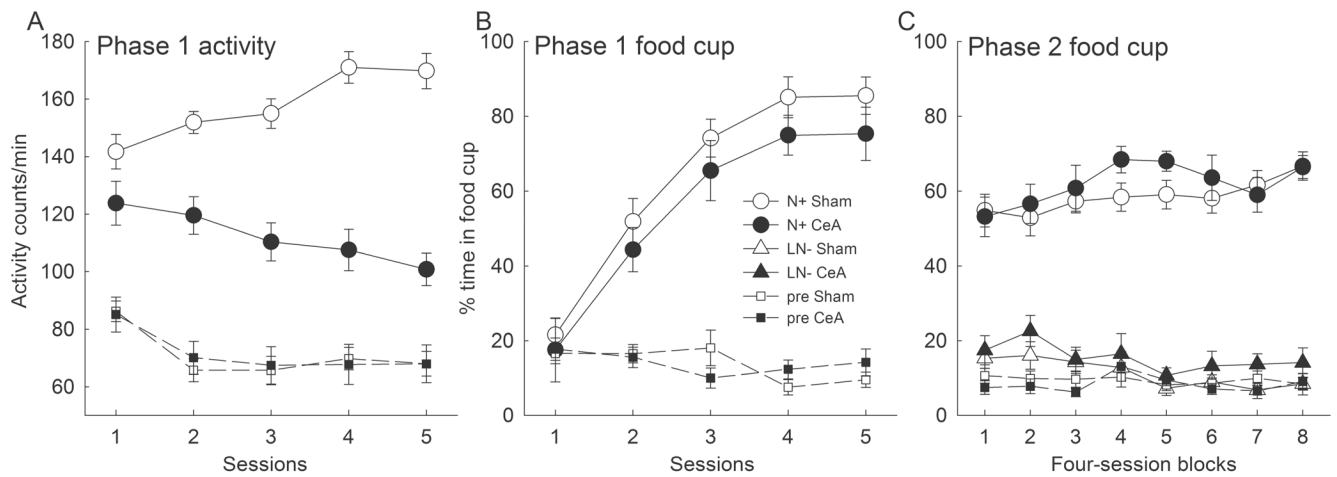 A
Phase 1 activity
180
160
140
120
100
80
60
Activity counts/min
1 2 3 4 5
Sessions
B
Phase 1 food cup
100
80
60
40
20
0
% time in food cup
N+ Sham
N+ CeA
LN- Sham
LN- CeA
pre Sham
pre CeA
1 2 3 4 5
Sessions
C
Phase 2 food cup
100
80
60
40
20
0
1 2 3 4 5 6 7 8
Four-session blocks